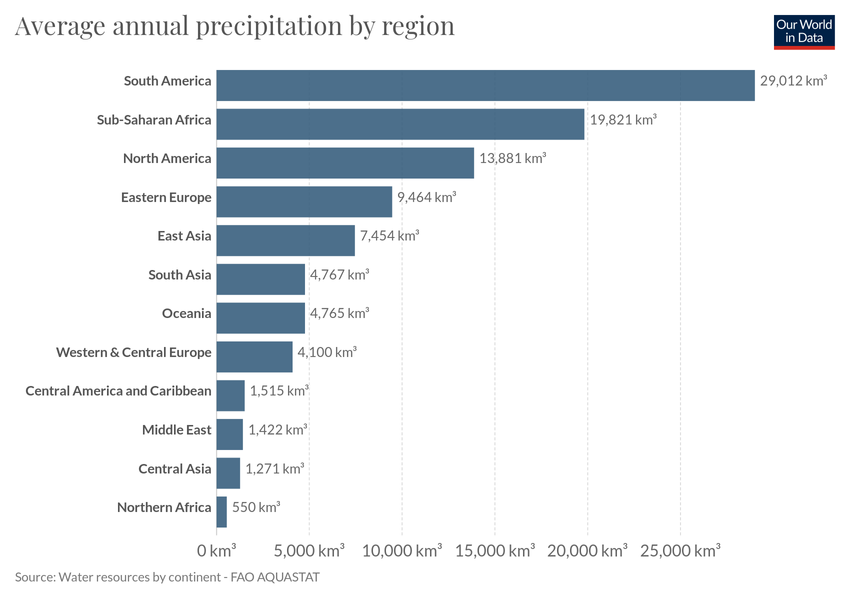 Average annual precipitation by region
Our World
in Data
South America 29,012 km³
Sub-Saharan Africa 19,821 km³
North America 13,881 km³
Eastern Europe 9,464 km³
East Asia 7,454 km³
South Asia 4,767 km³
Oceania 4,765 km³
Western & Central Europe 4,100 km³
Central America and Caribbean 1,515 km³
Middle East 1,422 km³
Central Asia 1,271 km³
Northern Africa 550 km³
0 km³ 5,000 km³ 10,000 km³ 15,000 km³ 20,000 km³ 25,000 km³
Source: Water resources by continent - FAO AQUASTAT